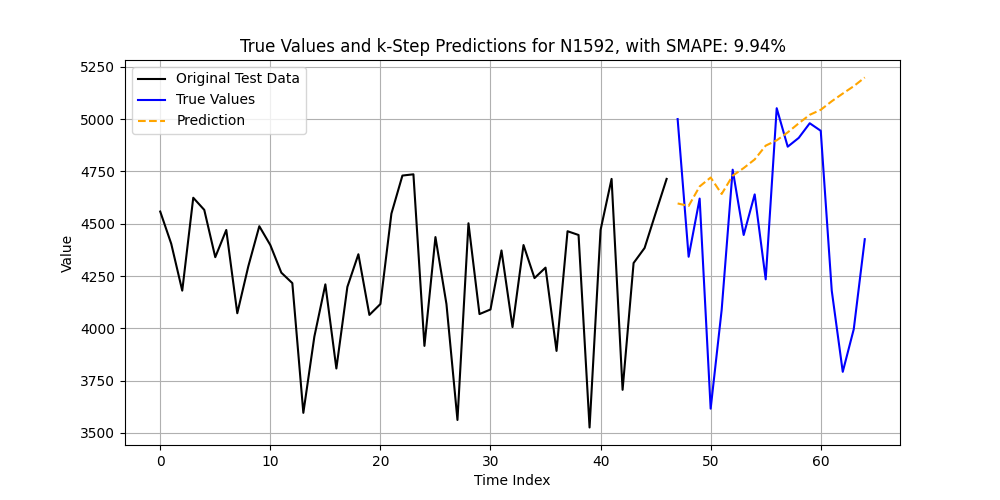 True Values and k-Step Predictions for N1592, with SMAPE: 9.94%
Original Test Data
True Values
Prediction
5250
5000
4750
4500
4250
4000
3750
3500
Value
0 10 20 30 40 50 60
Time Index